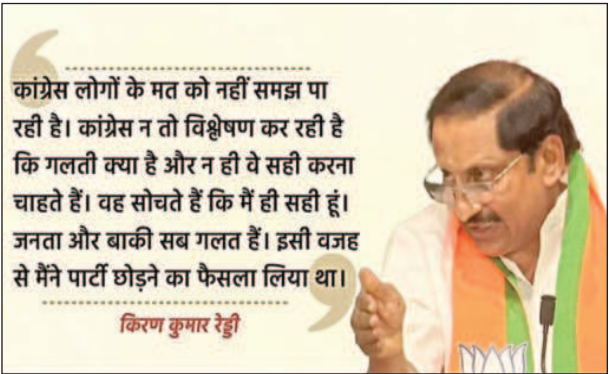 कांग्रेस लोगों के मत को नहीं समझ पा
रही है। कांग्रेस न तो विश्लेषण कर रही है
कि गलती क्या है और न ही वे सही करना
चाहते हैं। वह सोचते हैं कि मैं ही सही हूं।
जनता और बाकी सब गलत हैं। इसी वजह
से मैंने पार्टी छोड़ने का फैसला लिया था।
किरण कुमार रेड्डी